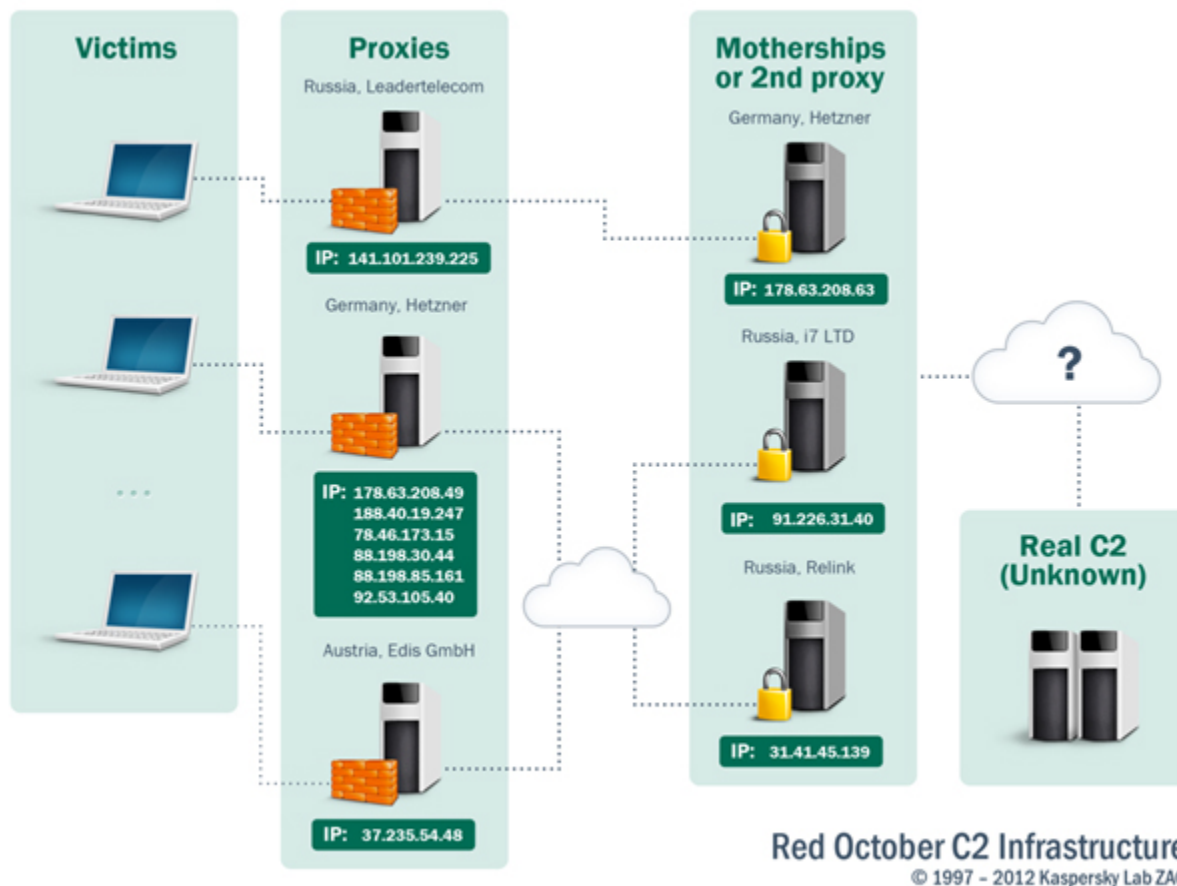 Victims
Proxies
Russia, Leadertelecom
IP: 141.101.239.225
Germany, Hetzner
IP: 178.63.208.49
188.40.19.247
78.46.173.15
88.198.30.44
88.198.85.161
92.53.105.40
Austria, Edis GmbH
IP: 37.235.54.48
Motherships
or 2nd proxy
Germany, Hetzner
IP: 178.63.208.63
Russia, i7 LTD
IP: 91.226.31.40
Russia, Relink
IP: 31.41.45.139
?
Real C2
(Unknown)
Red October C2 Infrastructure
© 1997 – 2012 Kaspersky Lab ZA